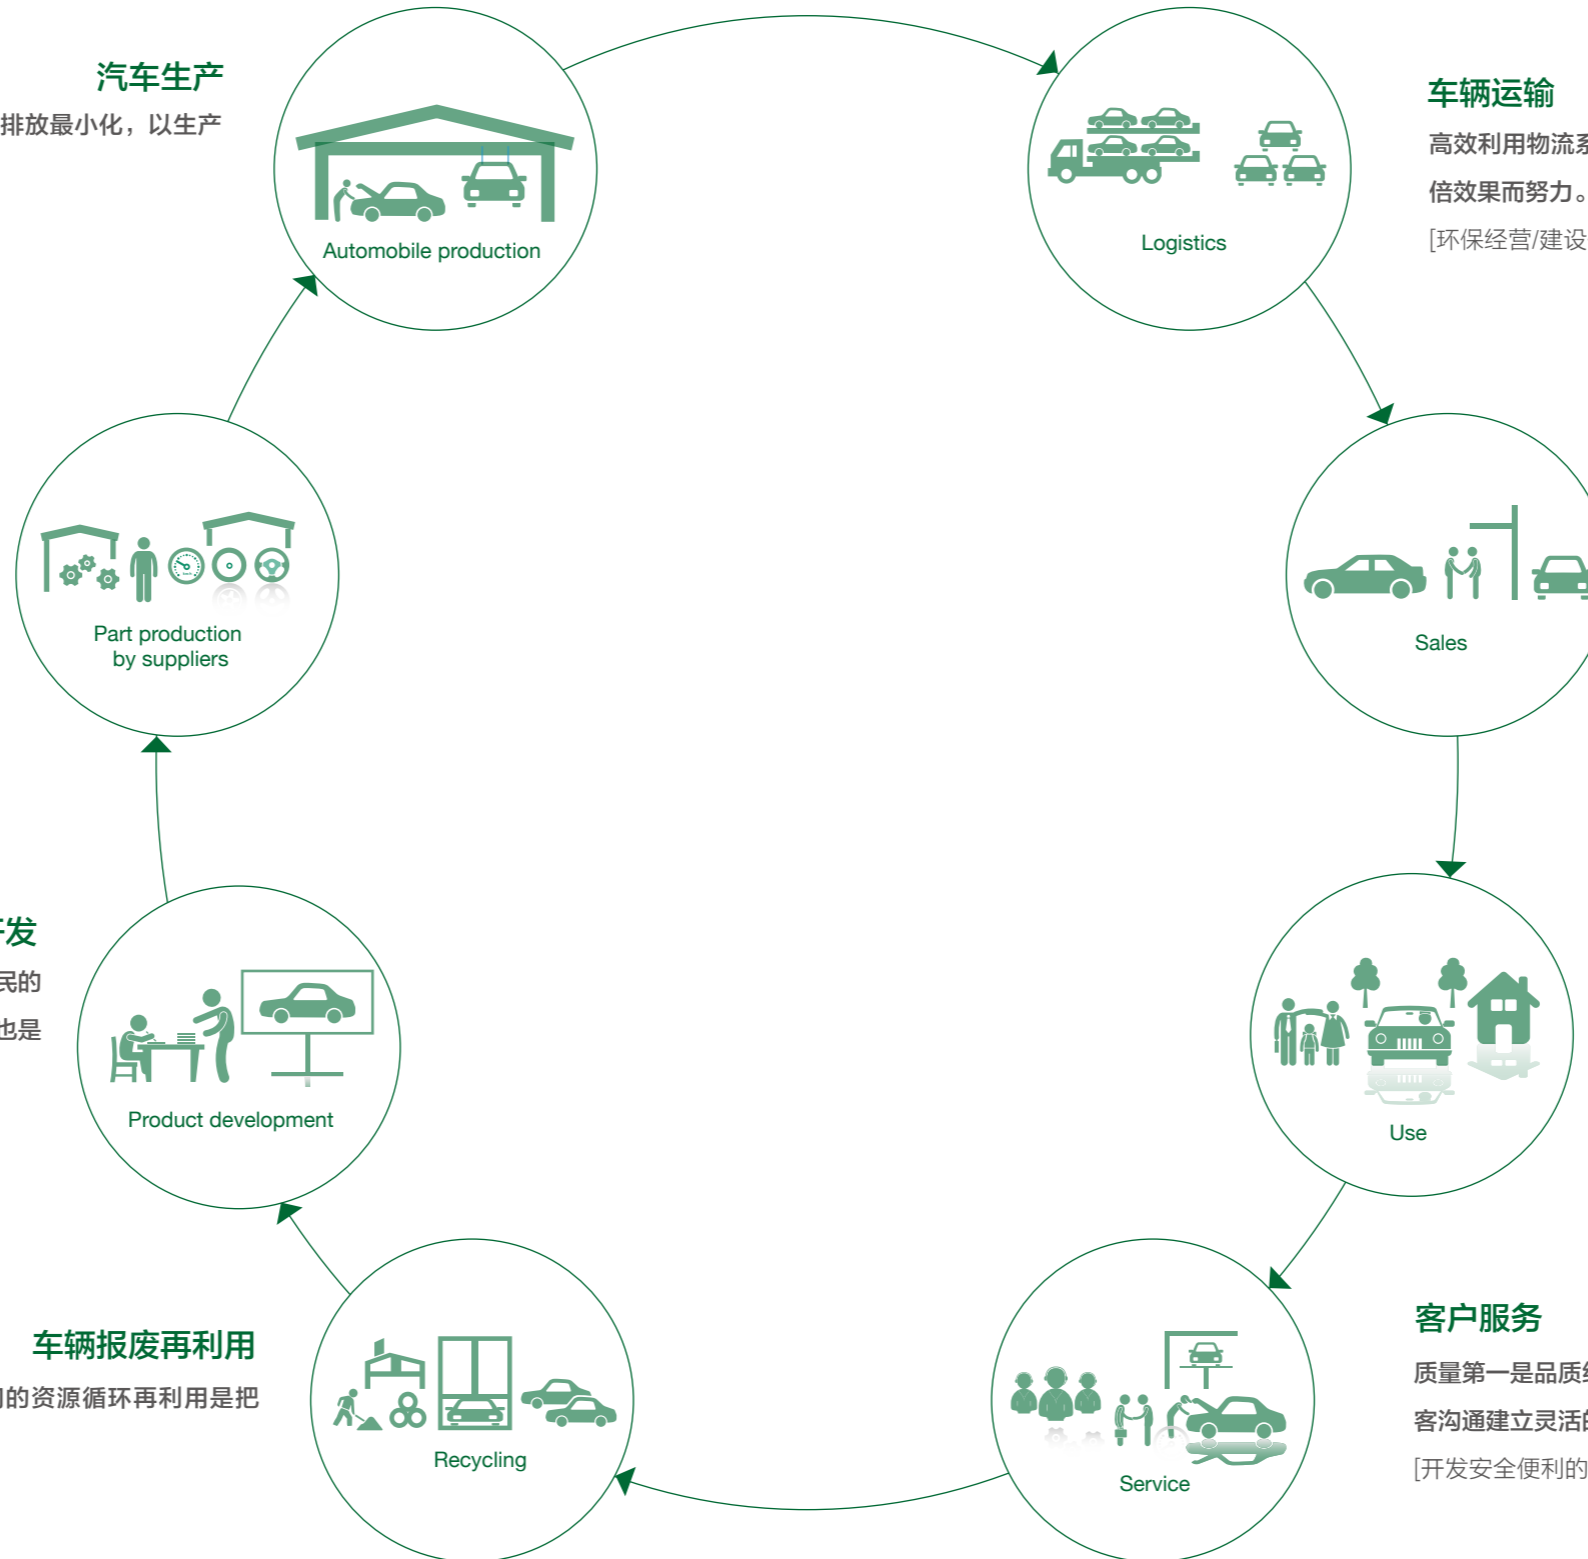 汽车生产
排放最小化，以生产
Automobile production
Logistics
车辆运输
高效利用物流系
倍效果而努力。
[环保经营/建设
Part production
by suppliers
Sales
发
民的
也是
Product development
Use
车辆报废再利用
的资源循环再利用是把
Recycling
Service
客户服务
质量第一是品质
客沟通建立灵活的
[开发安全便利的